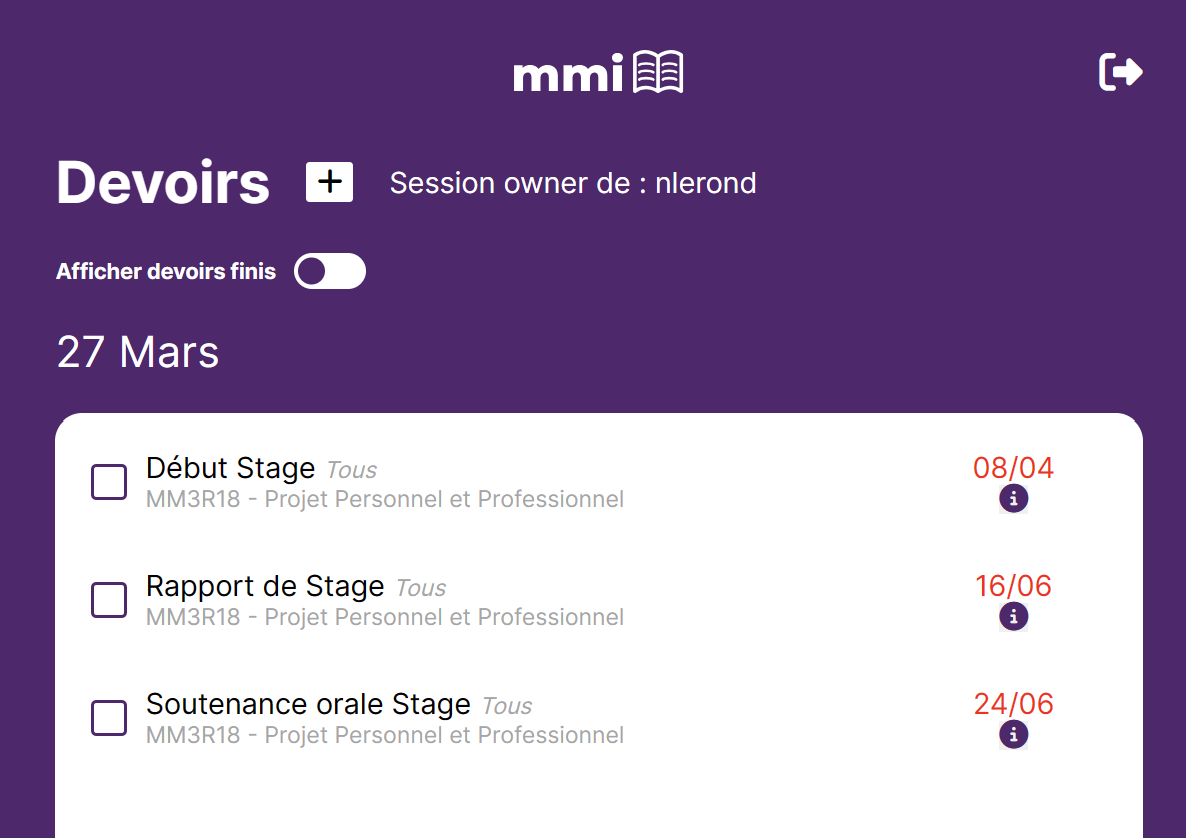 mmi
Devoirs + Session owner de : nlerond
Afficher devoirs finis
27 Mars
Début Stage Tous 08/04
MM3R18 - Projet Personnel et Professionnel i
Rapport de Stage Tous 16/06
MM3R18 - Projet Personnel et Professionnel i
Soutenance orale Stage Tous 24/06
MM3R18 - Projet Personnel et Professionnel i